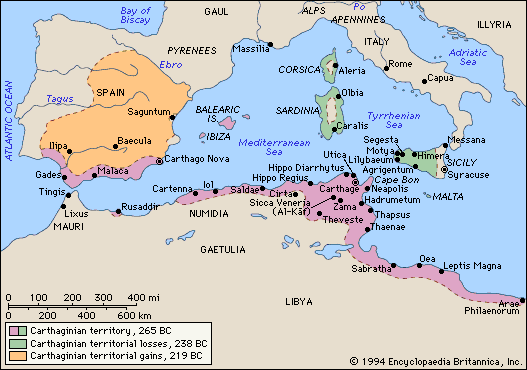 Bay of
Biscay
GAUL
ALPS
Po
APENNINES
ILLYRIA
PYRENEES
Massilia
ITALY
Adriatic
Sea
ATLANTIC OCEAN
Ebro
CORSICA
Aleria
Rome
SPAIN
Capua
Tagus
Saguntum
BALEARIC
IS.
Olbia
SARDINIA
Tyrrhenian
Sea
IBIZA
Caralis
Mediterranean
Sea
Ilipa
Baecula
Segesta
Motya
Lilybaeum
Himera
Messana
Carthago Nova
Utica
Agrigentum
SICILY
Gades
Malaca
Hippo Diarrhytus
Cape Bon
Syracuse
Hippo Regius
Carthage
Neapolis
MALTA
Tingis
Cartenna
Iol
Saldae
Cirta
Zama
Hadrumetum
Sicca Veneria
(Al-Kāf)
Lixus
Rusaddir
NUMIDIA
Theveste
Thapsus
Thaenae
MAURI
GAETULIA
Sabratha
Oea
Leptis Magna
LIBYA
Arae
Philaenorum
0 200 400 mi
0 200 400 600 km
Carthaginian territory, 265 BC
Carthaginian territorial losses, 238 BC
Carthaginian territorial gains, 219 BC
© 1994 Encyclopaedia Britannica, Inc.